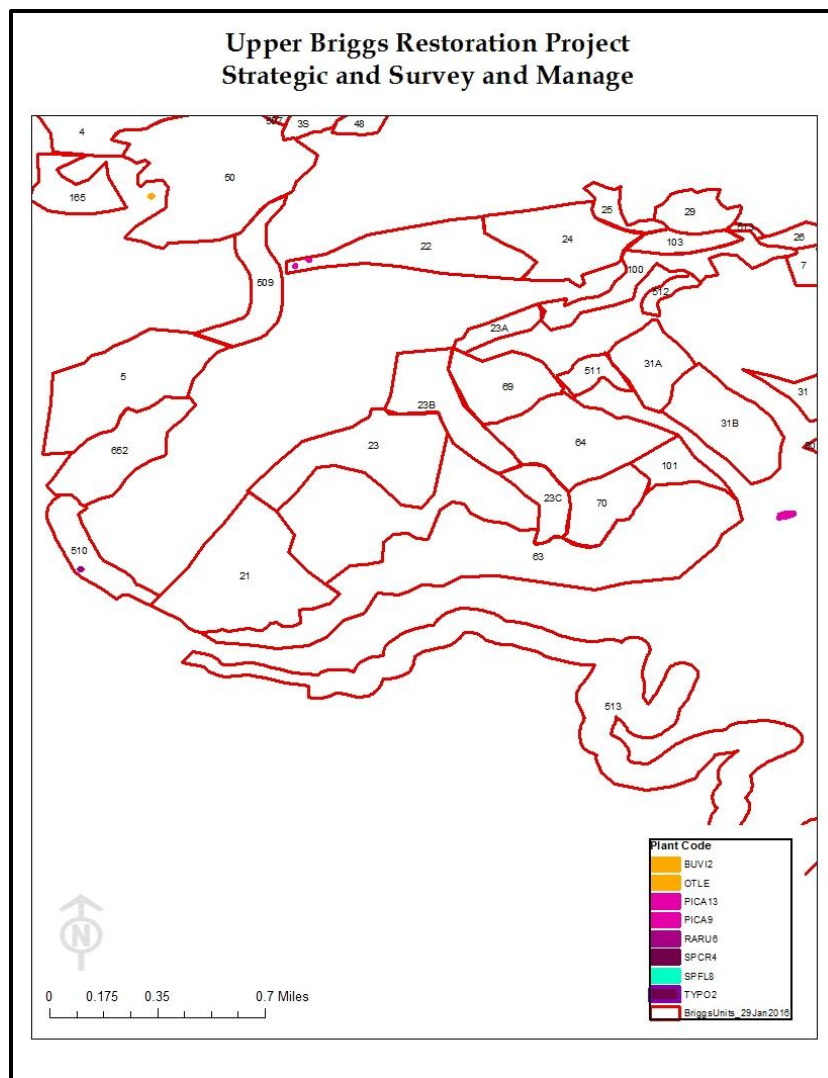 Upper Briggs Restoration Project
Strategic and Survey and Manage
4
3S
48
50
165
25
29
22
24
103
26
7
100
509
512
23A
5
511
31A
69
31
23B
31B
652
23
64
101
23C
70
510
63
21
513
Plant Code
BUVI2
OTLE
PICA13
PICA9
RARU6
SPCR4
SPFL8
TYPO2
BriggsUnits_29Jan2016
N
0 0.175 0.35 0.7 Miles